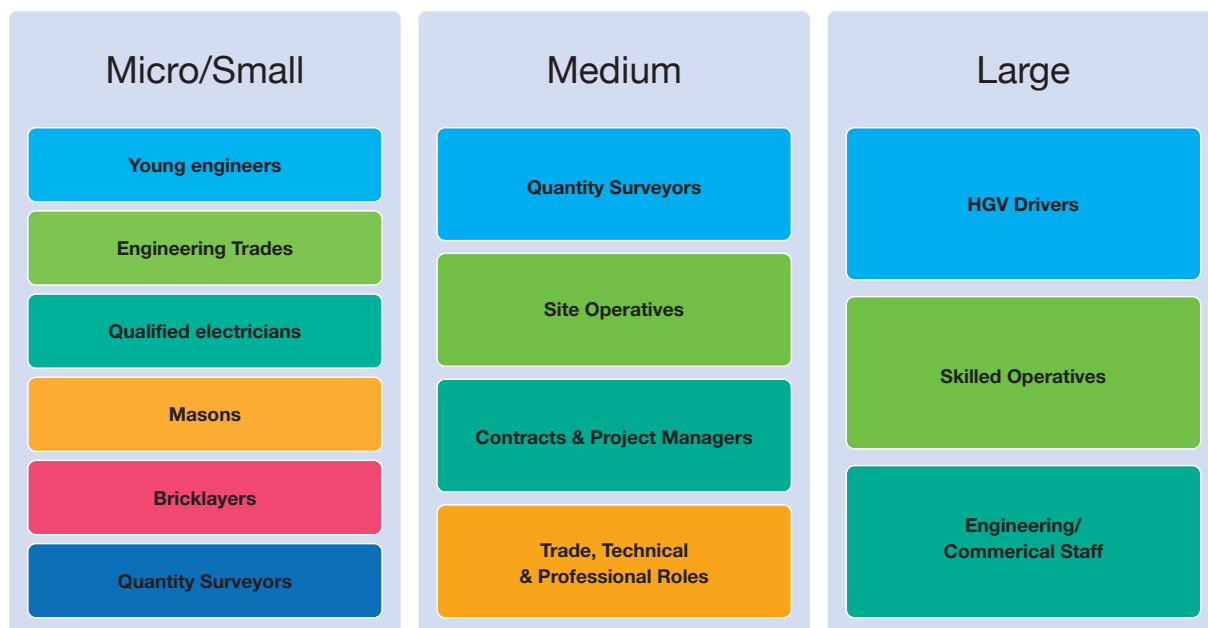 Micro/Small
Young engineers
Engineering Trades
Qualified electricians
Masons
Bricklayers
Quantity Surveyors
Medium
Quantity Surveyors
Site Operatives
Contracts & Project Managers
Trade, Technical
& Professional Roles
Large
HGV Drivers
Skilled Operatives
Engineering/
Commerical Staff